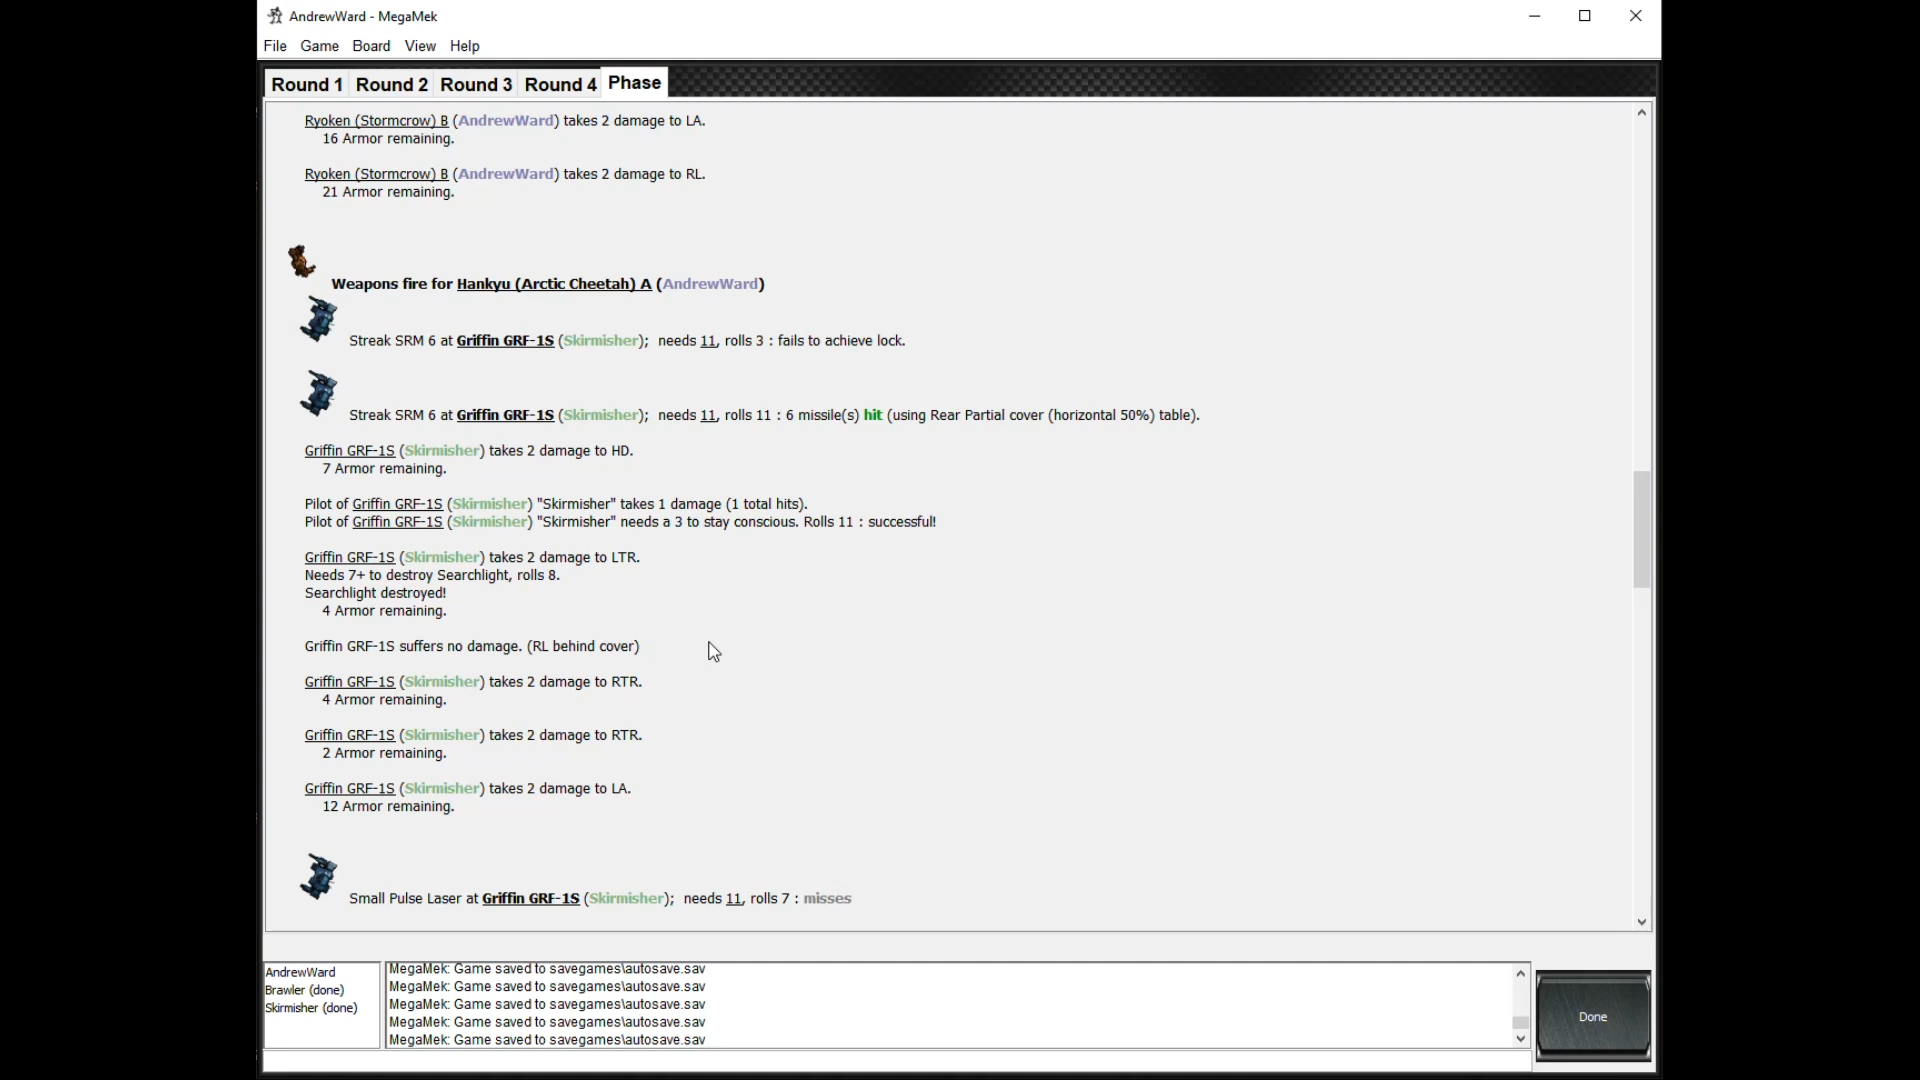 AndrewWard - MegaMek
File Game Board View Help
Round 1 Round 2 Round 3 Round 4 Phase
Ryoken (Stormcrow) B (AndrewWard) takes 2 damage to LA.
16 Armor remaining.
Ryoken (Stormcrow) B (AndrewWard) takes 2 damage to RL.
21 Armor remaining.
Weapons fire for Hankyu (Arctic Cheetah) A (AndrewWard)
Streak SRM 6 at Griffin GRF-1S (Skirmisher); needs 11, rolls 3 : fails to achieve lock.
Streak SRM 6 at Griffin GRF-1S (Skirmisher); needs 11, rolls 11 : 6 missile(s) hit (using Rear Partial cover (horizontal 50%) table).
Griffin GRF-1S (Skirmisher) takes 2 damage to HD.
7 Armor remaining.
Pilot of Griffin GRF-1S (Skirmisher) "Skirmisher" takes 1 damage (1 total hits).
Pilot of Griffin GRF-1S (Skirmisher) "Skirmisher" needs a 3 to stay conscious. Rolls 11 : successful!
Griffin GRF-1S (Skirmisher) takes 2 damage to LTR.
Needs 7+ to destroy Searchlight, rolls 8.
Searchlight destroyed!
4 Armor remaining.
Griffin GRF-1S suffers no damage. (RL behind cover)
Griffin GRF-1S (Skirmisher) takes 2 damage to RTR.
4 Armor remaining.
Griffin GRF-1S (Skirmisher) takes 2 damage to RTR.
2 Armor remaining.
Griffin GRF-1S (Skirmisher) takes 2 damage to LA.
12 Armor remaining.
Small Pulse Laser at Griffin GRF-1S (Skirmisher); needs 11, rolls 7 : misses
AndrewWard
Brawler (done)
Skirmisher (done)
MegaMek: Game saved to savegames\autosave.sav
MegaMek: Game saved to savegames\autosave.sav
MegaMek: Game saved to savegames\autosave.sav
MegaMek: Game saved to savegames\autosave.sav
MegaMek: Game saved to savegames\autosave.sav
Done